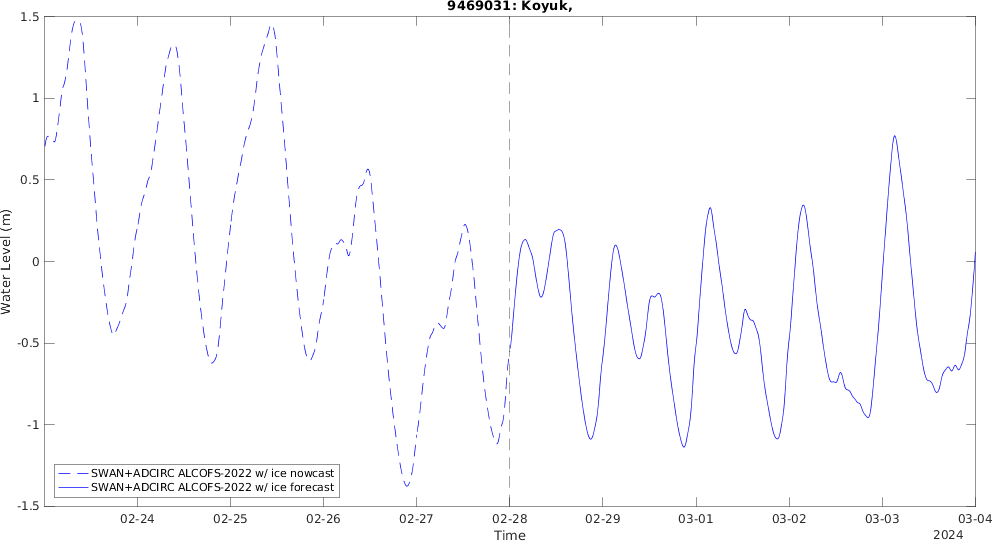 9469031: Koyuk,
Water Level (m)
1.5
1
0.5
0
-0.5
-1
-1.5
SWAN+ADCIRC ALCOFS-2022 w/ ice nowcast
SWAN+ADCIRC ALCOFS-2022 w/ ice forecast
02-24 02-25 02-26 02-27 02-28 02-29 03-01 03-02 03-03 03-04
Time
2024